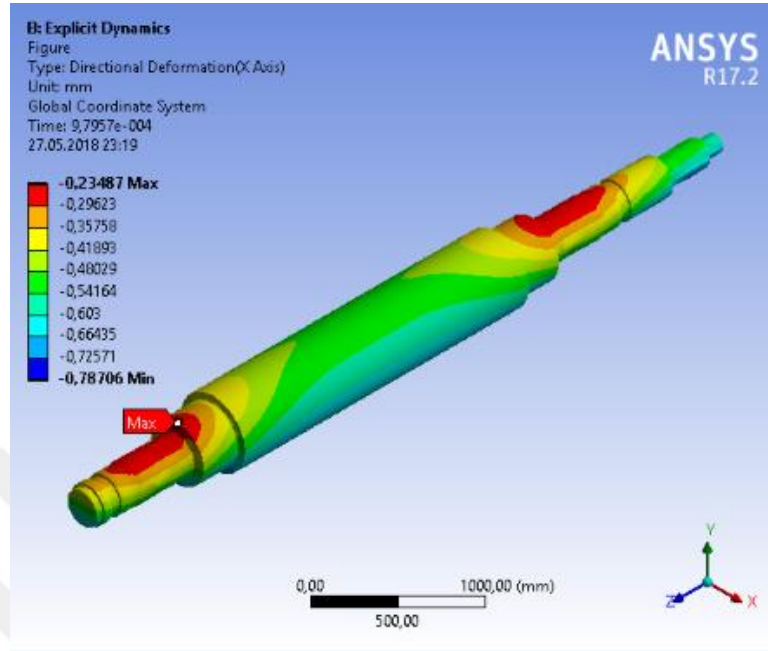 B: Explicit Dynamics
Figure
Type: Directional Deformation(X Axis)
Unit: mm
Global Coordinate System
Time: 9,7957e-004
27.05.2018 23:19
ANSYS
R17.2
-0,23487 Max
-0,29623
-0,35758
-0,41893
-0,48029
-0,54164
-0,603
-0,66435
-0,72571
-0,78706 Min
Max
0,00 1000,00 (mm)
500,00
Y
Z X